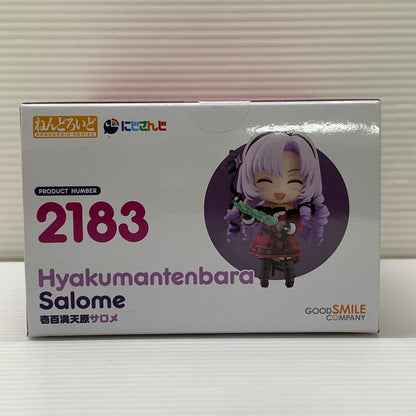 ねんどろいど にじさんじ
NENDOROID SERIES
PRODUCT NUMBER
2183
Hyakumantenbara
Salome
壱百満天原サロメ
GOOD SMILE
COMPANY